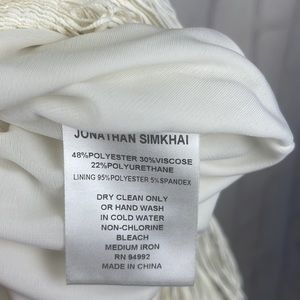 JONATHAN SIMKHAI
48%POLYESTER 30%VISCOSE
22%POLYURETHANE
LINING 95%POLYESTER 5%SPANDEX
DRY CLEAN ONLY
OR HAND WASH
IN COLD WATER
NON-CHLORINE
BLEACH
MEDIUM IRON
RN 94992
MADE IN CHINA